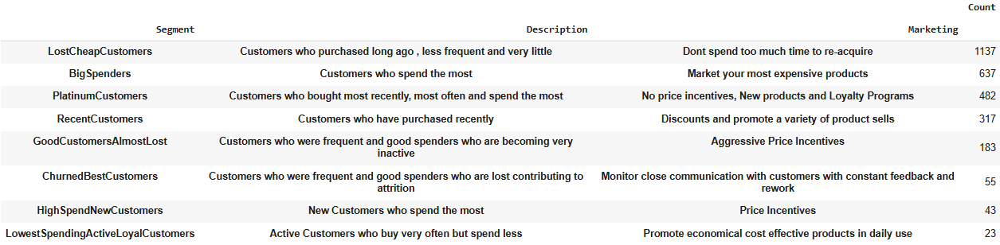 Count
Segment Description Marketing
LostCheapCustomers Customers who purchased long ago , less frequent and very little Dont spend too much time to re-acquire 1137
BigSpenders Customers who spend the most Market your most expensive products 637
PlatinumCustomers Customers who bought most recently, most often and spend the most No price incentives, New products and Loyalty Programs 482
RecentCustomers Customers who have purchased recently Discounts and promote a variety of product sells 317
GoodCustomersAlmostLost Customers who were frequent and good spenders who are becoming very Aggressive Price Incentives 183
inactive
ChurnedBestCustomers Customers who were frequent and good spenders who are lost contributing to Monitor close communication with customers with constant feedback and 55
attrition rework
HighSpendNewCustomers New Customers who spend the most Price Incentives 43
LowestSpendingActiveLoyalCustomers Active Customers who buy very often but spend less Promote economical cost effective products in daily use 23